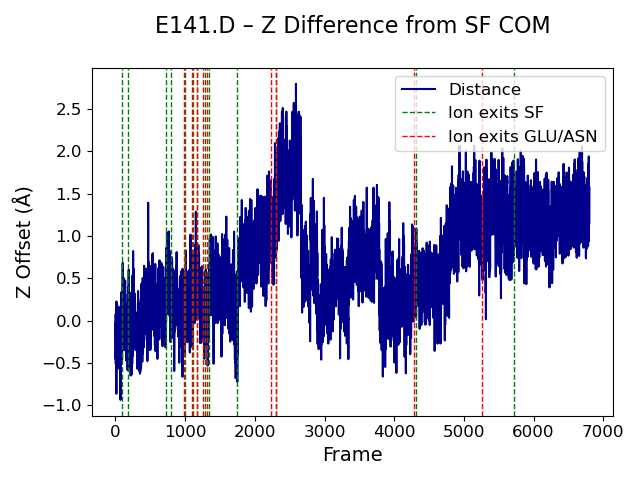 E141.D – Z Difference from SF COM
Distance
Ion exits SF
Ion exits GLU/ASN
Z Offset (Å)
2.5
2.0
1.5
1.0
0.5
0.0
−0.5
−1.0
0
1000
2000
3000
4000
5000
6000
7000
Frame